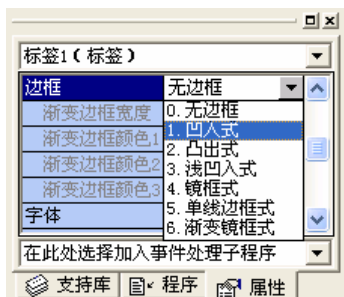 标签1(标签)
边框 无边框
渐变边框宽度 0. 无边框
渐变边框颜色1 1. 凹入式
渐变边框颜色2 2. 凸出式
渐变边框颜色3 3. 浅凹入式
4. 镜框式
字体 5. 单线边框式
6. 渐变镜框式
在此处选择加入事件处理子程序
支持库 程序 属性